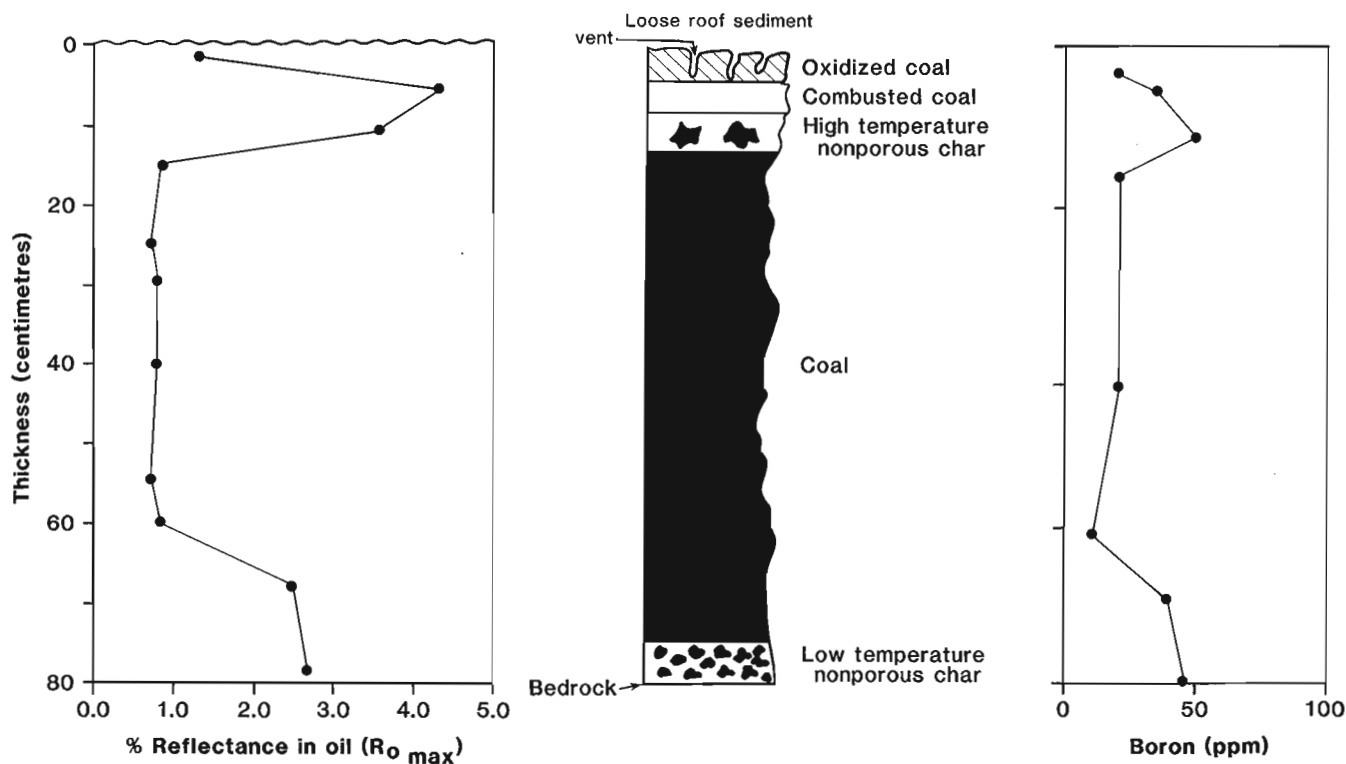 Loose roof sediment
vent
Oxidized coal
Combusted coal
High temperature
nonporous char
Coal
Low temperature
nonporous char
Bedrock
0
20
40
60
80
Thickness (centimetres)
0.0 1.0 2.0 3.0 4.0 5.0
% Reflectance in oil (Ro max)
0 50 100
Boron (ppm)